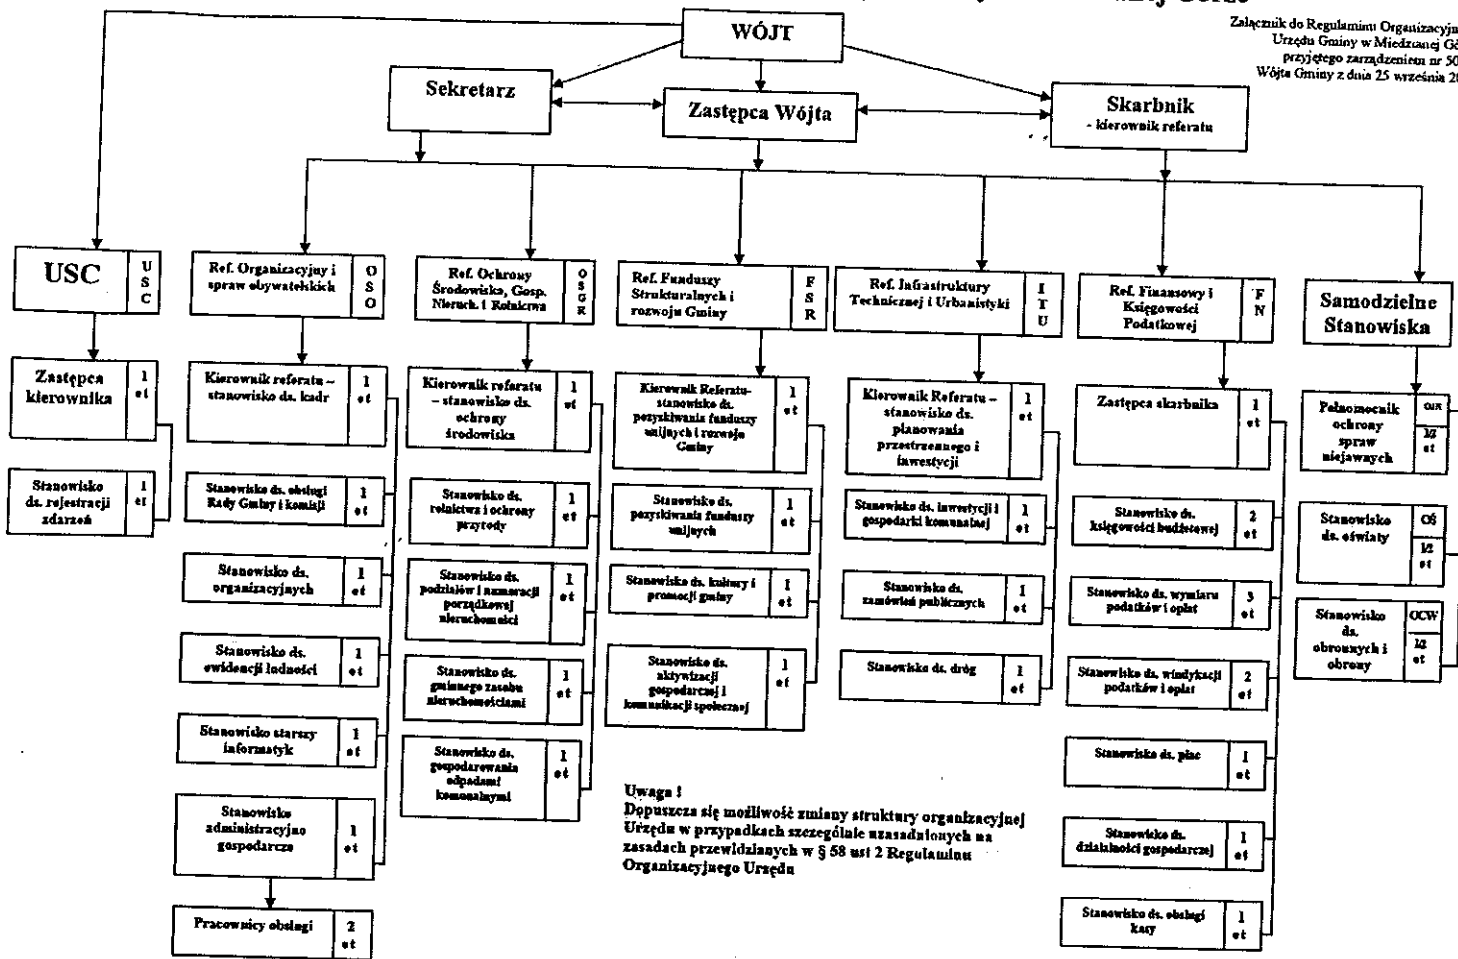 WÓJT
Załącznik do Regulaminu
Urzędu Gminy w Miedzianej
przyjętego zarządzeniem nr
Wójta Gminy z dnia 25 września
Sekretarz
Zastępca Wójta
Skarbnik
- kierownik referatu
USC
U
S
C
Ref. Organizacyjny i
spraw obywatelskich
O
S
O
Ref. Ochrony
Środowiska, Gosp.
Nieruch. i Rolnictwa
O
S
G
R
Ref. Funduszy
Strukturalnych i
rozwoju Gminy
F
S
R
Ref. Infrastruktury
Technicznej i Urbanistyki
I
T
U
Ref. Finansowy i
Księgowości
Podatkowej
F
N
Samodzielne
Stanowiska
Zastępca
kierownika
1
et
Stanowisko
ds. rejestracji
zdarzeń
1
et
Kierownik referatu –
stanowisko ds. kadr
1
et
Stanowisko ds. obsługi
Rady Gminy i komisji
1
et
Stanowisko ds.
organizacyjnych
1
et
Stanowisko ds.
ewidencji ludności
1
et
Stanowisko starszy
informatyk
1
et
Stanowisko
administracyjno
gospodarcze
1
et
Pracownicy obsługi
2
et
Kierownik referatu
– stanowisko ds.
ochrony
środowiska
1
et
Stanowisko ds.
rolnictwa i ochrony
przyrody
1
et
Stanowisko ds.
podziałów i numeracji
porządkowej
nieruchomości
1
et
Stanowisko ds.
gminnego zasobu
nieruchomościami
1
et
Stanowisko ds.
gospodarowania
odpadami
komunalnymi
1
et
Kierownik Referatu-
stanowisko ds.
pozyskiwania funduszy
unijnych i rozwoju
Gminy
1
et
Stanowisko ds.
pozyskiwania funduszy
unijnych
1
et
Stanowisko ds. kultury i
promocji gminy
1
et
Stanowisko ds.
aktywizacji
gospodarczej i
komunikacji społecznej
1
et
Kierownik Referatu –
stanowisko ds.
planowania
przestrzennego i
inwestycji
1
et
Stanowisko ds. inwestycji i
gospodarki komunalnej
1
et
Stanowisko ds.
zamówień publicznych
1
et
Stanowisko ds. dróg
1
et
Zastępca skarbnika
1
et
Stanowisko ds.
księgowości budżetowej
2
et
Stanowisko ds. wymiaru
podatków i opłat
3
et
Stanowisko ds. windykacji
podatków i opłat
2
et
Stanowisko ds. płac
1
et
Stanowisko ds.
działalności gospodarczej
1
et
Stanowisko ds. obsługi
kasy
1
et
Pełnomocnik
ochrony
spraw
niejawnych
1/2
et
Stanowisko
ds. oświaty
OŚ
1/2
et
Stanowisko
ds.
obronnych i
obrony
OCW
1/2
et
Uwaga !
Dopuszcza się możliwość zmiany struktury organizacyjnej
Urzędu w przypadkach szczególnie uzasadnionych na
zasadach przewidzianych w § 58 ust 2 Regulaminu
Organizacyjnego Urzędu